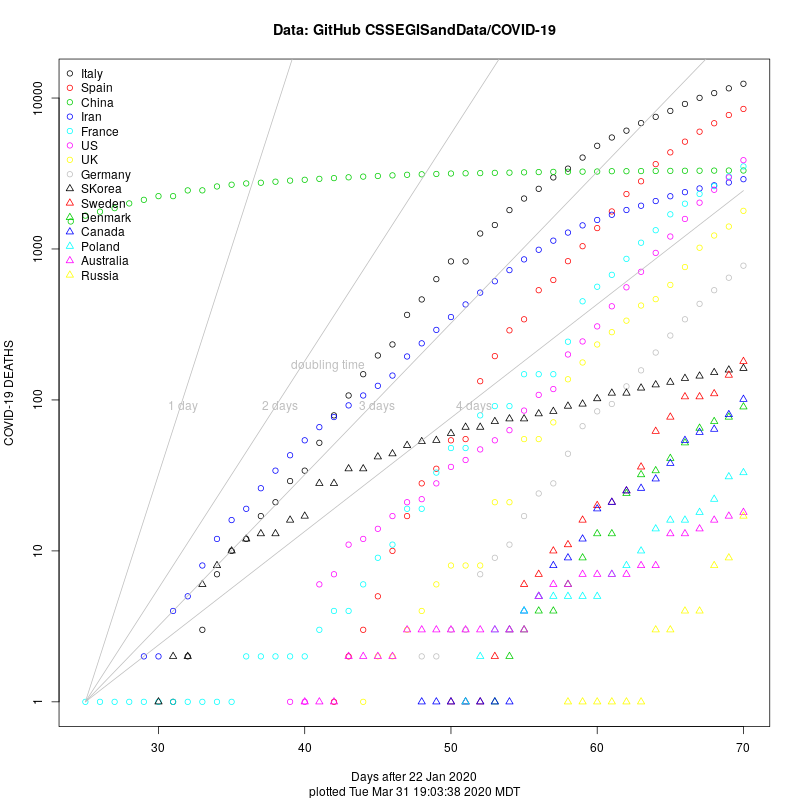 Data: GitHub CSSEGISandData/COVID-19
Italy
Spain
China
Iran
France
US
UK
Germany
SKorea
Sweden
Denmark
Canada
Poland
Australia
Russia
doubling time
1 day
2 days
3 days
4 days
COVID-19 DEATHS
10000
1000
100
10
1
30
40
50
60
70
Days after 22 Jan 2020
plotted Tue Mar 31 19:03:38 2020 MDT